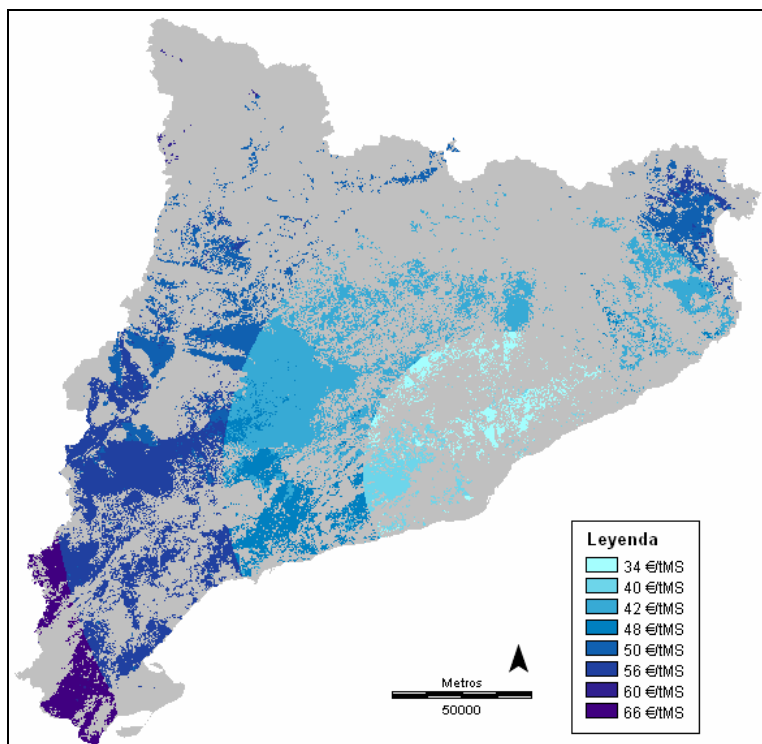 Leyenda
34 €/tMS
40 €/tMS
42 €/tMS
48 €/tMS
50 €/tMS
56 €/tMS
60 €/tMS
66 €/tMS
Metros
50000